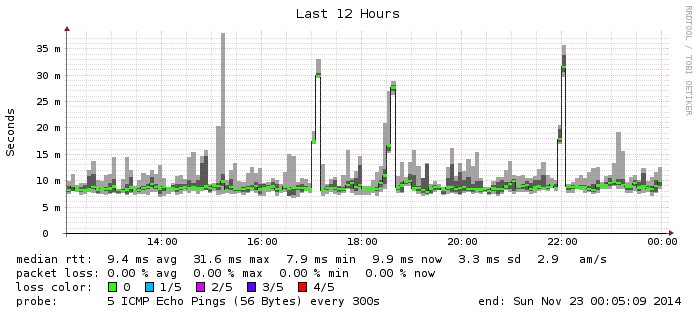 Last 12 Hours
RRDTOOL / TOBI OETIKER
Seconds
35 m
30 m
25 m
20 m
15 m
10 m
5 m
0
14:00 16:00 18:00 20:00 22:00 00:00
median rtt: 9.4 ms avg 31.6 ms max 7.9 ms min 9.9 ms now 3.3 ms sd 2.9 am/s
packet loss: 0.00 % avg 0.00 % max 0.00 % min 0.00 % now
loss color: 0 1/5 2/5 3/5 4/5
probe: 5 ICMP Echo Pings (56 Bytes) every 300s end: Sun Nov 23 00:05:09 2014